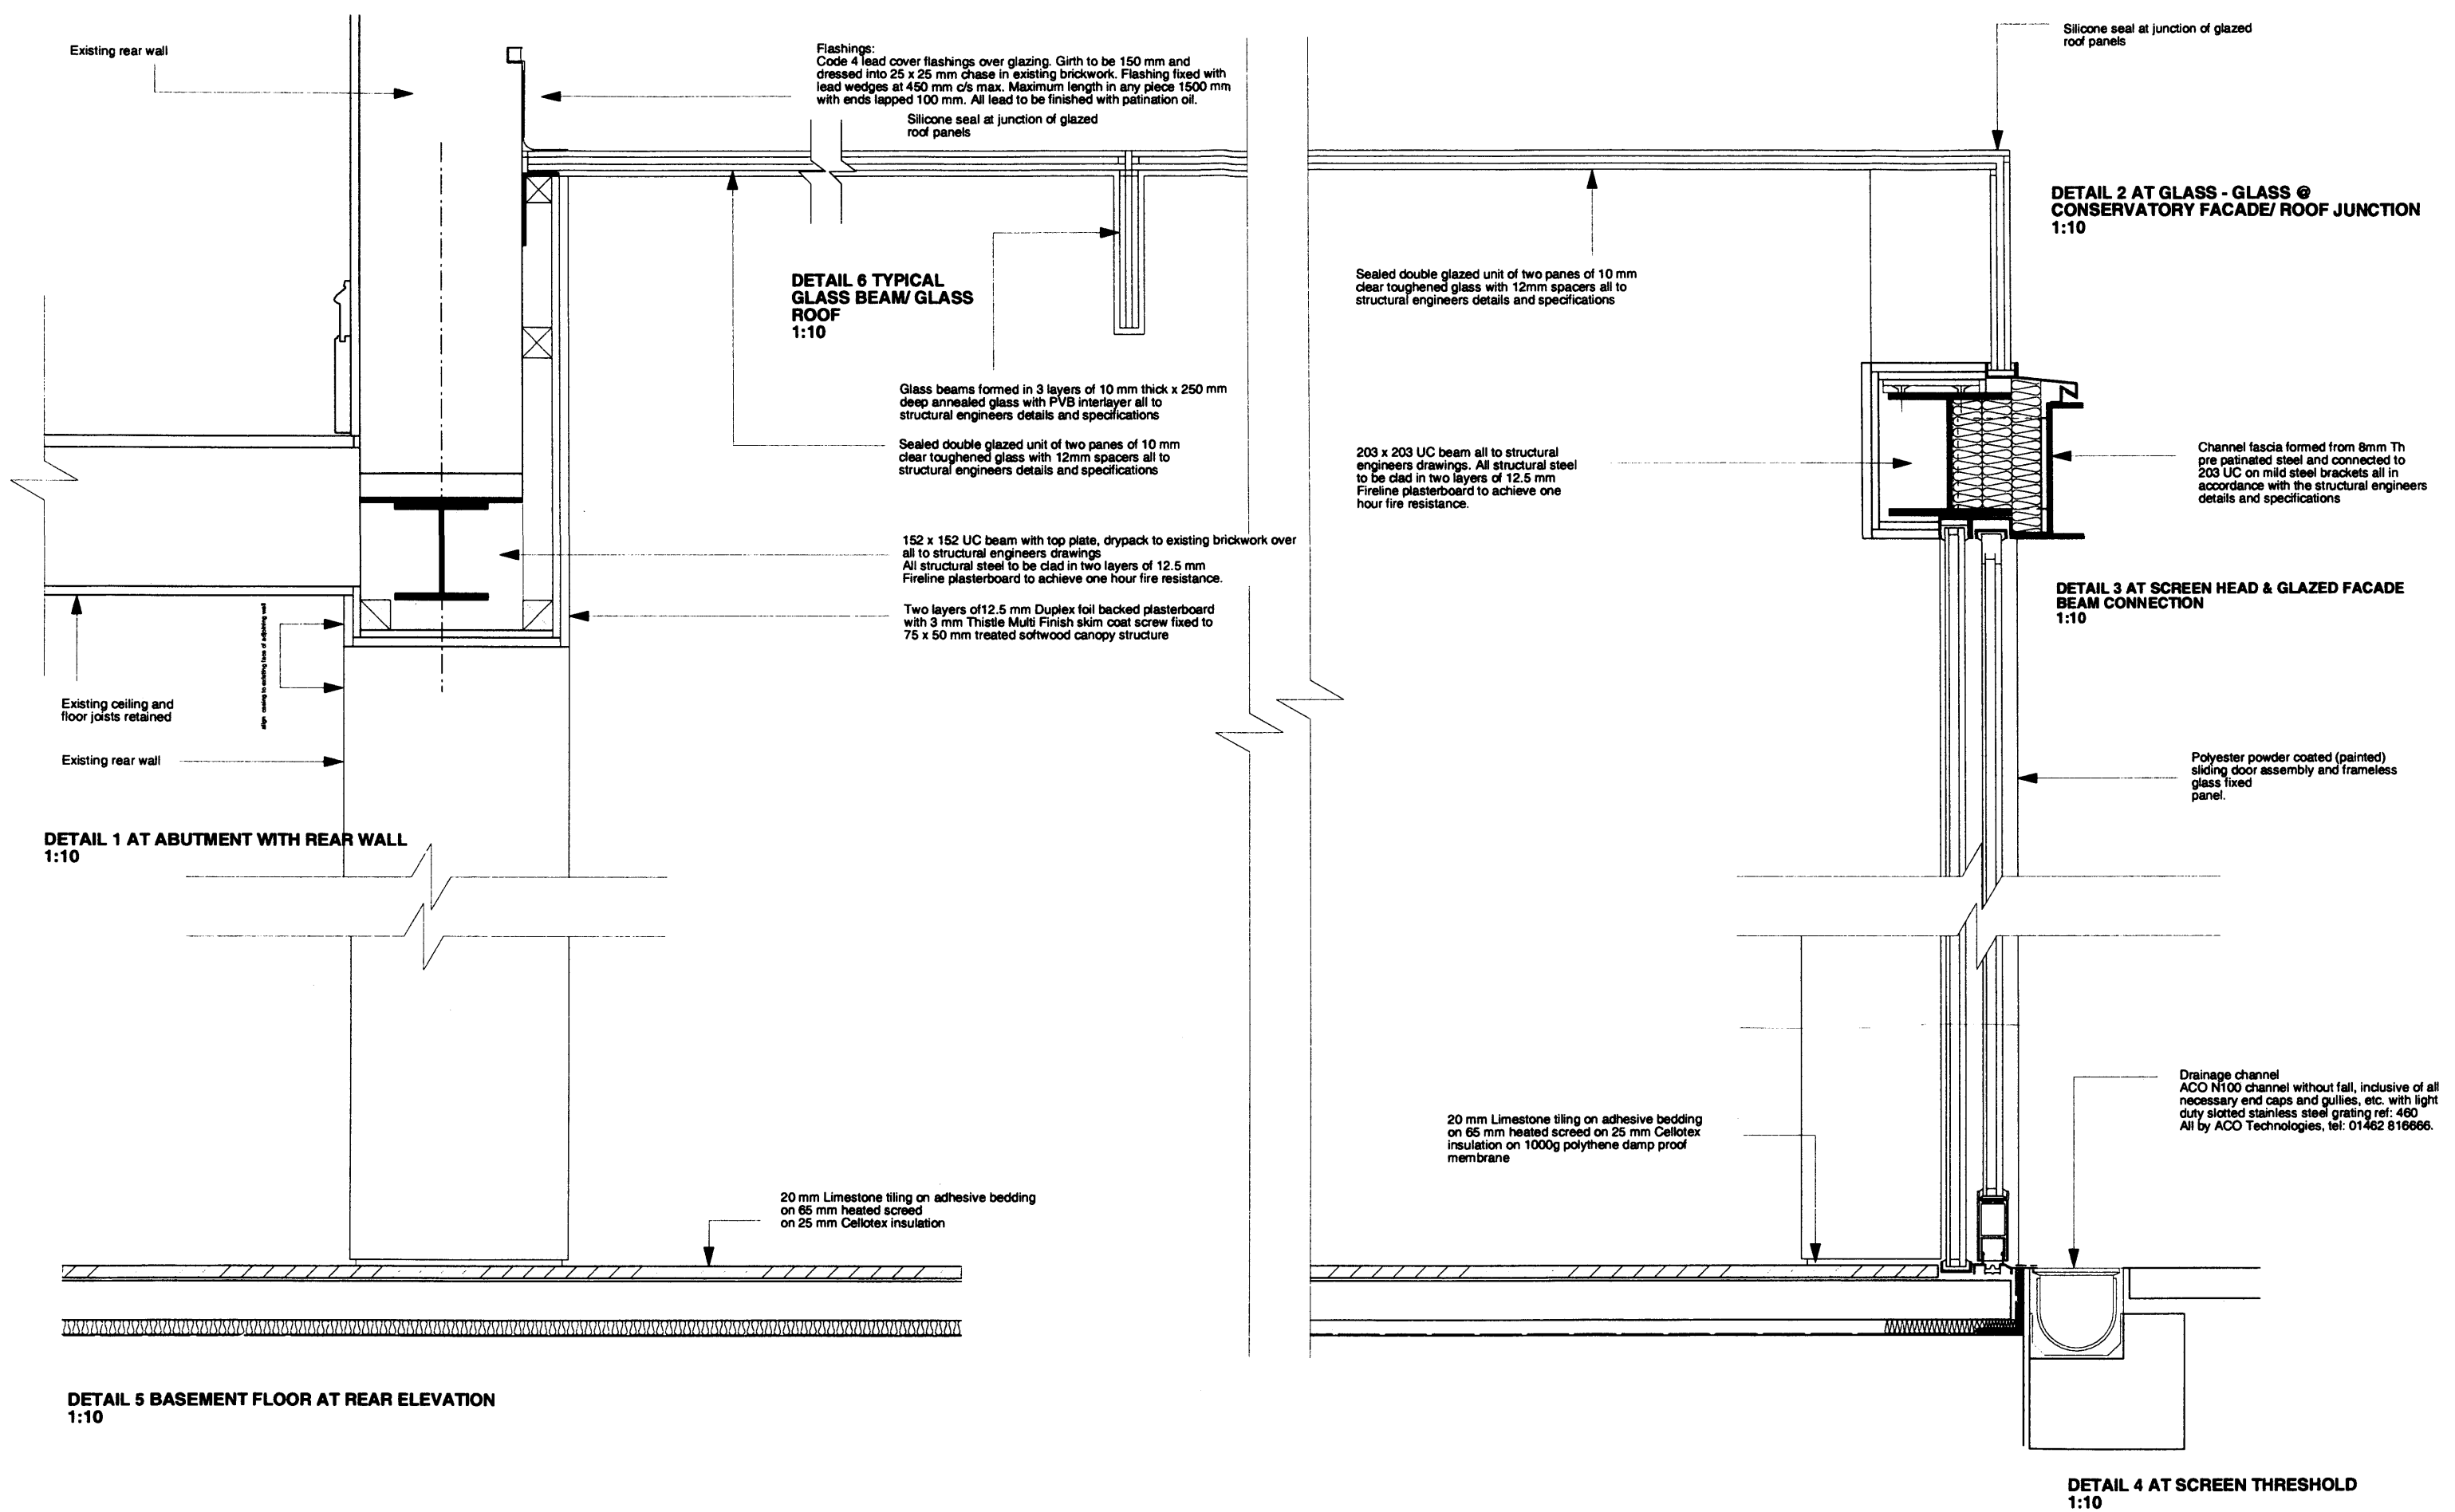 Existing rear wall
Flashings:
Code 4 lead cover flashings over glazing. Girth to be 150 mm and
dressed into 25 x 25 mm chase in existing brickwork. Flashing fixed with
lead wedges at 450 mm c/s max. Maximum length in any piece 1500 mm
with ends lapped 100 mm. All lead to be finished with patination oil.
Silicone seal at junction of glazed
roof panels
Silicone seal at junction of glazed
roof panels
DETAIL 2 AT GLASS - GLASS @
CONSERVATORY FACADE/ ROOF JUNCTION
1:10
DETAIL 6 TYPICAL
GLASS BEAM/ GLASS
ROOF
1:10
Sealed double glazed unit of two panes of 10 mm
clear toughened glass with 12mm spacers all to
structural engineers details and specifications
Glass beams formed in 3 layers of 10 mm thick x 250 mm
deep annealed glass with PVB interlayer all to
structural engineers details and specifications
Sealed double glazed unit of two panes of 10 mm
clear toughened glass with 12mm spacers all to
structural engineers details and specifications
203 x 203 UC beam all to structural
engineers drawings. All structural steel
to be clad in two layers of 12.5 mm
Fireline plasterboard to achieve one
hour fire resistance.
Channel fascia formed from 8mm Th
pre patinated steel and connected to
203 UC on mild steel brackets all in
accordance with the structural engineers
details and specifications
152 x 152 UC beam with top plate, drypack to existing brickwork over
all to structural engineers drawings
All structural steel to be clad in two layers of 12.5 mm
Fireline plasterboard to achieve one hour fire resistance.
Two layers of12.5 mm Duplex foil backed plasterboard
with 3 mm Thistle Multi Finish skim coat screw fixed to
75 x 50 mm treated softwood canopy structure
DETAIL 3 AT SCREEN HEAD & GLAZED FACADE
BEAM CONNECTION
1:10
align casing to existing face of adjoining wall
Existing ceiling and
floor joists retained
Existing rear wall
Polyester powder coated (painted)
sliding door assembly and frameless
glass fixed
panel.
DETAIL 1 AT ABUTMENT WITH REAR WALL
1:10
Drainage channel
ACO N100 channel without fall, inclusive of all
necessary end caps and gullies, etc. with light
duty slotted stainless steel grating ref: 460
All by ACO Technologies, tel: 01462 816666.
20 mm Limestone tiling on adhesive bedding
on 65 mm heated screed on 25 mm Cellotex
insulation on 1000g polythene damp proof
membrane
20 mm Limestone tiling on adhesive bedding
on 65 mm heated screed
on 25 mm Cellotex insulation
DETAIL 5 BASEMENT FLOOR AT REAR ELEVATION
1:10
DETAIL 4 AT SCREEN THRESHOLD
1:10